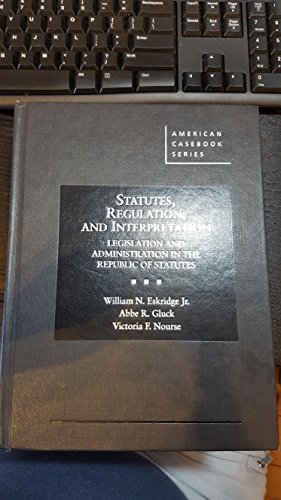 AMERICAN
CASEBOOK
SERIES
STATUTES,
REGULATION,
AND INTERPRETATION
LEGISLATION AND
ADMINISTRATION IN THE
REPUBLIC OF STATUTES
William N. Eskridge Jr.
Abbe R. Gluck
Victoria F. Nourse